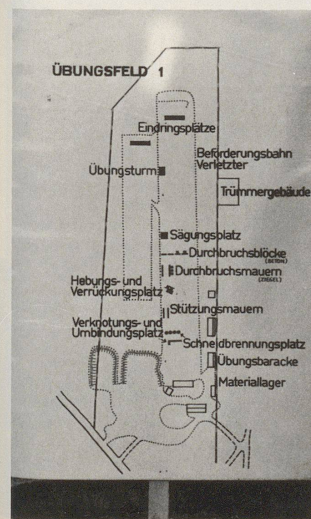 ÜBUNGSFELD 1
Eindringsplätze
Beförderungsbahn
Verletzter
Übungsturm
Trümmergebäude
Sägungsplatz
Durchbruchsblöcke
(BETON)
Durchbruchsmauern
(ZIEGEL)
Hebungs- und
Verrückungsplatz
Stützungsmauern
Verknotungs- und
Umbindungsplatz
Schneidbrennungsplatz
Übungsbaracke
Materiallager